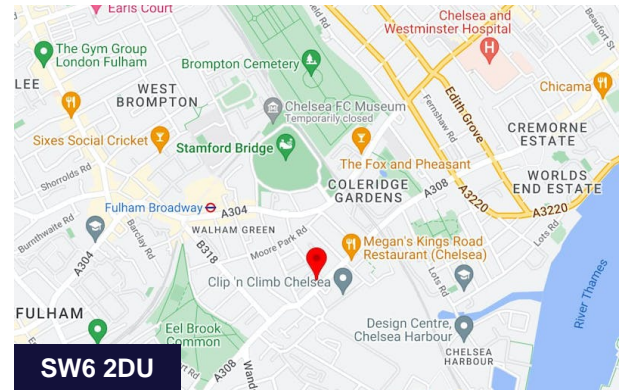 Earls Court
The Gym Group
London Fulham
Chelsea and
Westminster Hospital
Beaufort St
LEE
WEST
BROMPTON
Brompton Cemetery
Chelsea FC Museum
Temporarily closed
Edith Grove
Fernshaw Rd
Chicama
Sixes Social Cricket
Stamford Bridge
The Fox and Pheasant
CREMORNE
ESTATE
Shorrolds Rd
COLERIDGE
GARDENS
A308
A3220
WORLDS
END ESTATE
A3220
Fulham Broadway
A304
WALHAM GREEN
Burnthwaite Rd
Barclay Rd
A304
B318
Moore Park Rd
Megan's Kings Road
Restaurant (Chelsea)
Lots Rd
Lots Rd
Clip 'n Climb Chelsea
River Thames
FULHAM
Eel Brook
Common
Design Centre,
Chelsea Harbour
CHELSEA
HARBOUR
A308
SW6 2DU